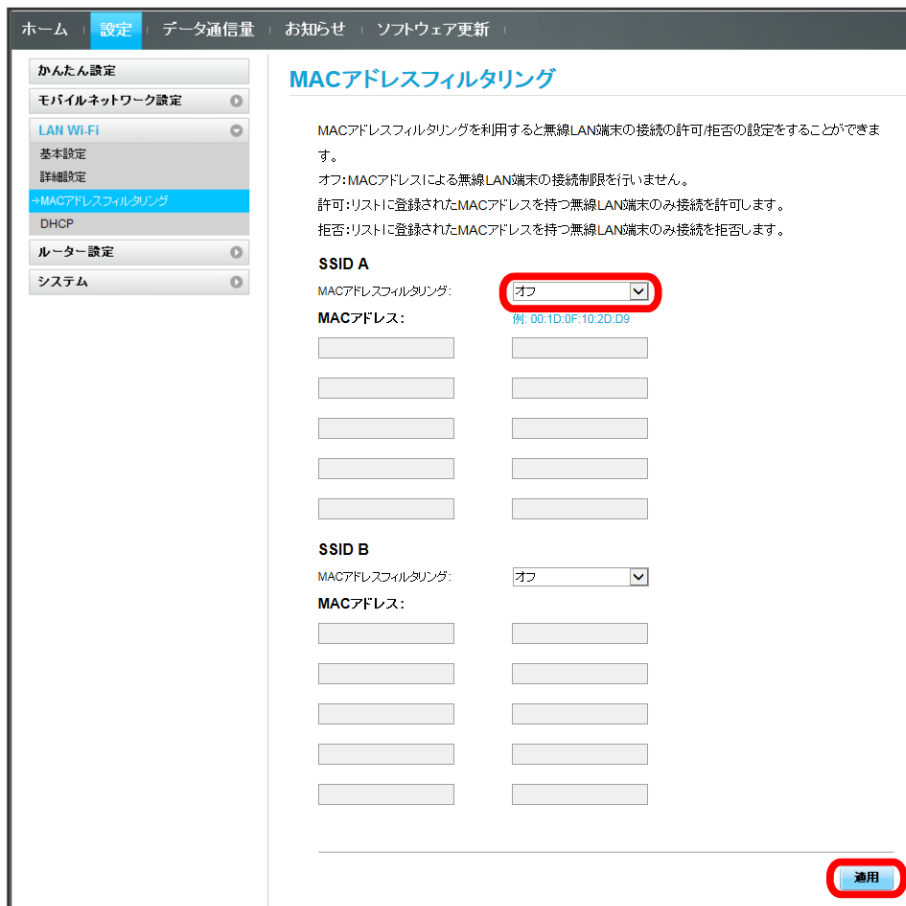 ホーム 設定 データ通信量 お知らせ ソフトウェア更新
かんたん設定
モバイルネットワーク設定
LAN Wi-Fi
基本設定
詳細設定
→MACアドレスフィルタリング
DHCP
ルーター設定
システム
MACアドレスフィルタリング
MACアドレスフィルタリングを利用すると無線LAN端末の接続の許可/拒否の設定をすることができま
す。
オフ:MACアドレスによる無線LAN端末の接続制限を行いません。
許可:リストに登録されたMACアドレスを持つ無線LAN端末のみ接続を許可します。
拒否:リストに登録されたMACアドレスを持つ無線LAN端末のみ接続を拒否します。
SSID A
MACアドレスフィルタリング: オフ
MACアドレス: 例: 00:1D:0F:10:2D:D9
SSID B
MACアドレスフィルタリング: オフ
MACアドレス:
適用